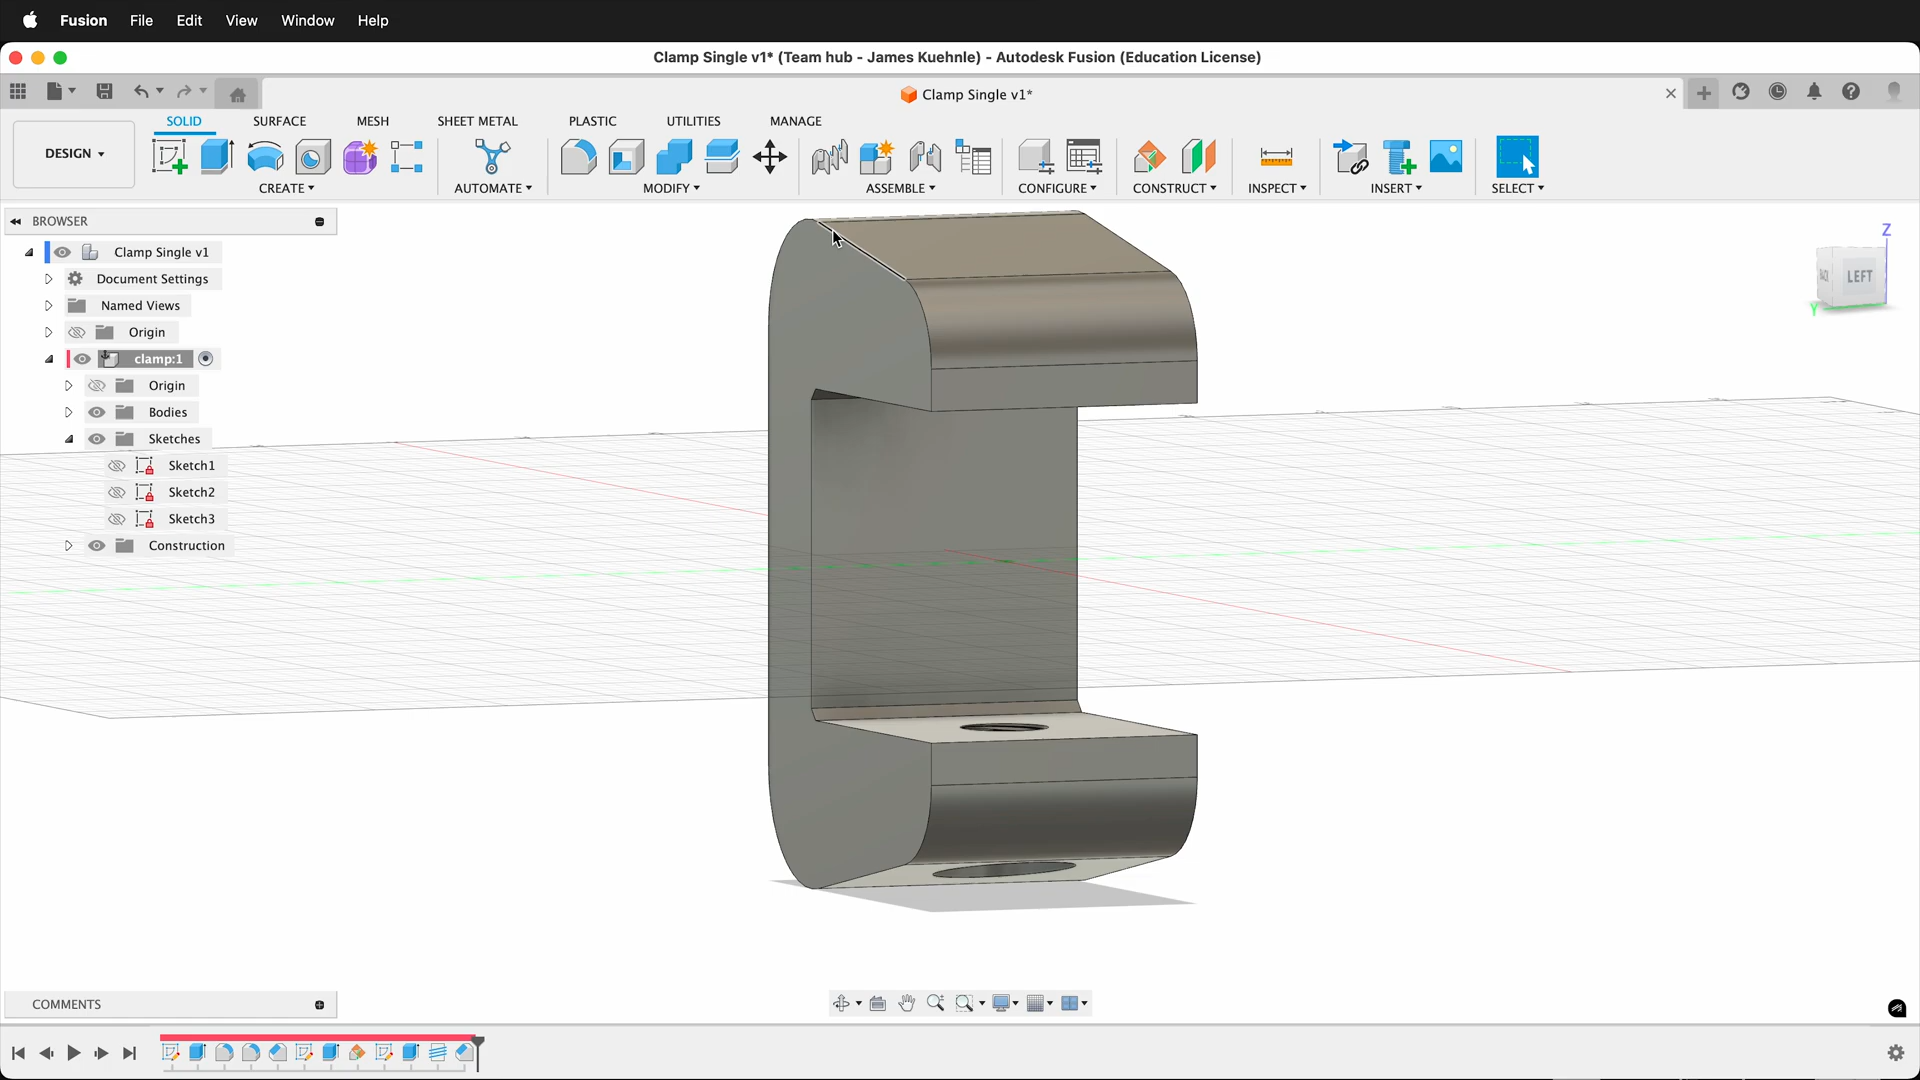 Fusion File Edit View Window Help
Clamp Single v1* (Team hub - James Kuehnle) - Autodesk Fusion (Education License)
Clamp Single v1*
SOLID SURFACE MESH SHEET METAL PLASTIC UTILITIES MANAGE
DESIGN
CREATE AUTOMATE MODIFY ASSEMBLE CONFIGURE CONSTRUCT INSPECT INSERT SELECT
BROWSER
Clamp Single v1
Document Settings
Named Views
Origin
clamp:1
Origin
Bodies
Sketches
Sketch1
Sketch2
Sketch3
Construction
Z
LEFT
Y
COMMENTS